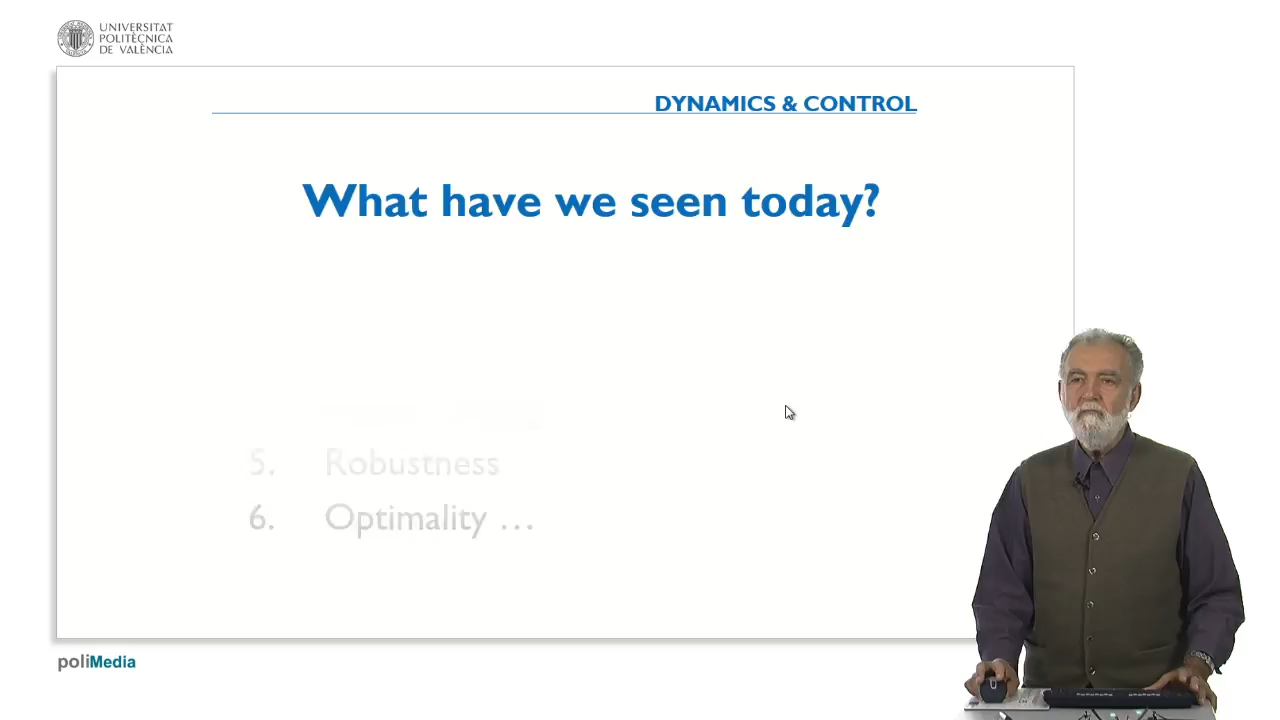 UNIVERSITAT
POLITÈCNICA
DE VALÈNCIA
DYNAMICS & CONTROL
What have we seen today?
5. Robustness
6. Optimality ...
poliMedia